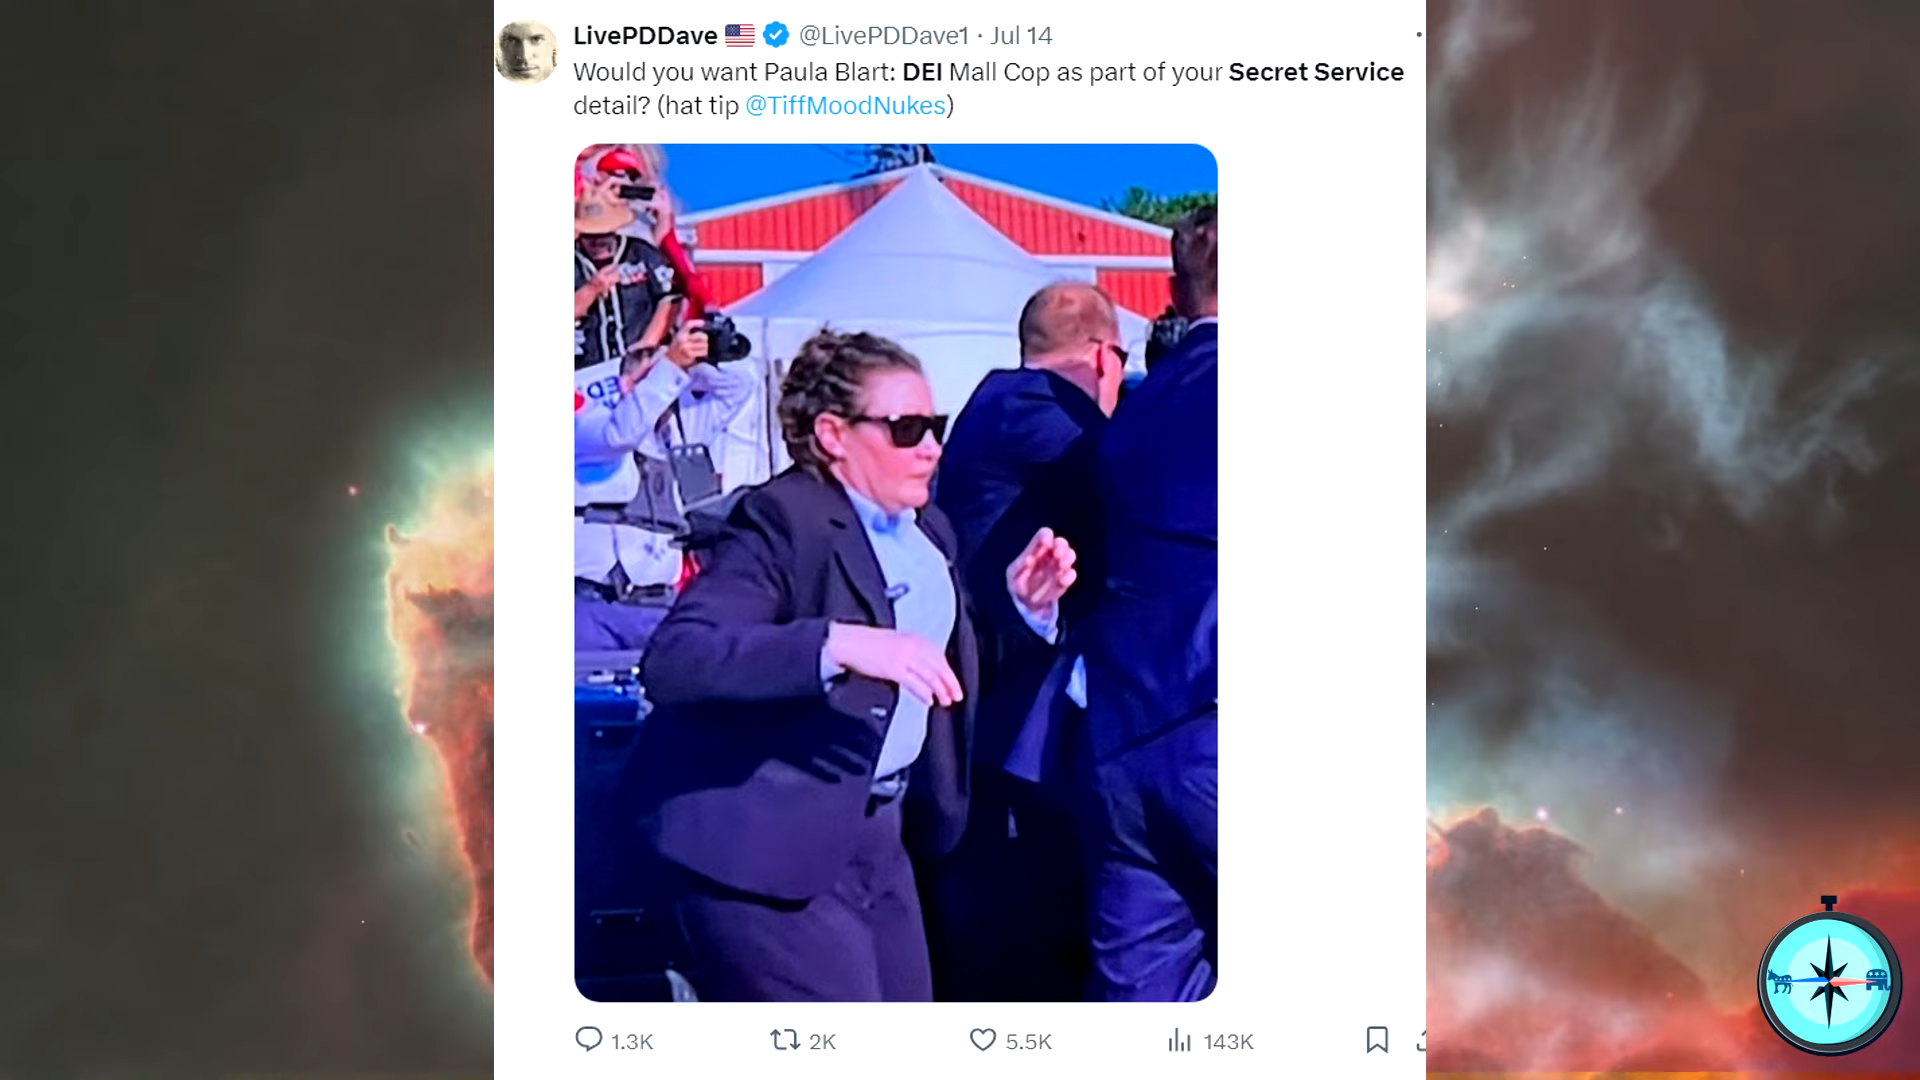 LivePDDave 🇺🇸 @LivePDDave1 · Jul 14
Would you want Paula Blart: DEI Mall Cop as part of your Secret Service
detail? (hat tip @TiffMoodNukes)
1.3K 2K 5.5K 143K